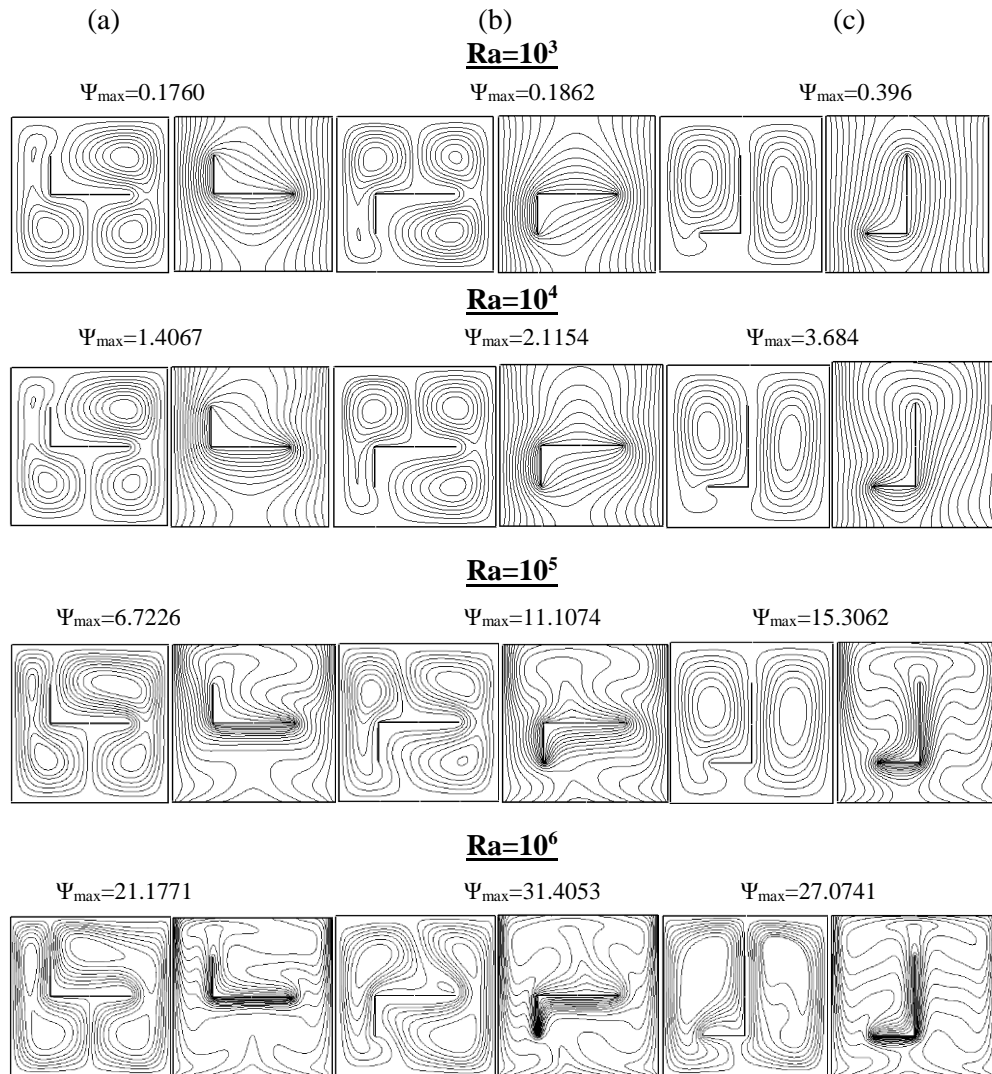 (a) (b) (c)
Ra=10³
Ψmax=0.1760 Ψmax=0.1862 Ψmax=0.396
Ra=10⁴
Ψmax=1.4067 Ψmax=2.1154 Ψmax=3.684
Ra=10⁵
Ψmax=6.7226 Ψmax=11.1074 Ψmax=15.3062
Ra=10⁶
Ψmax=21.1771 Ψmax=31.4053 Ψmax=27.0741